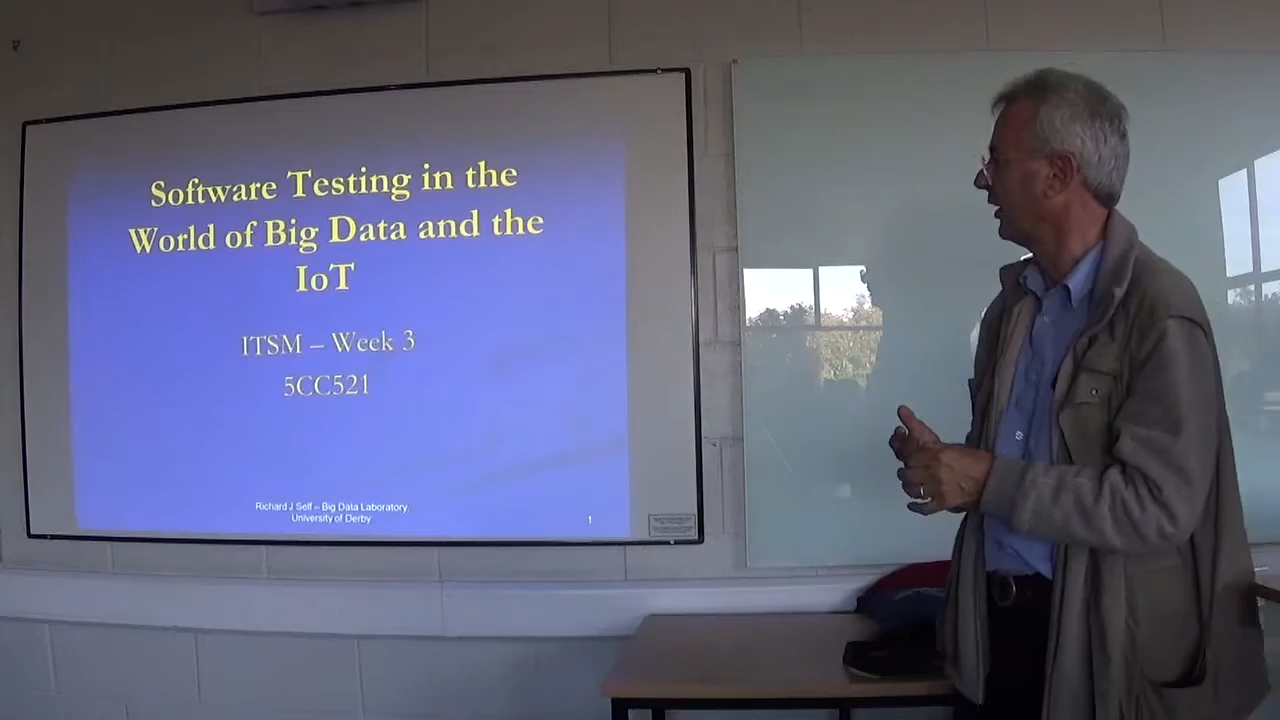 Software Testing in the
World of Big Data and the
IoT
ITSM – Week 3
5CC521
Richard J Self – Big Data Laboratory,
University of Derby
1